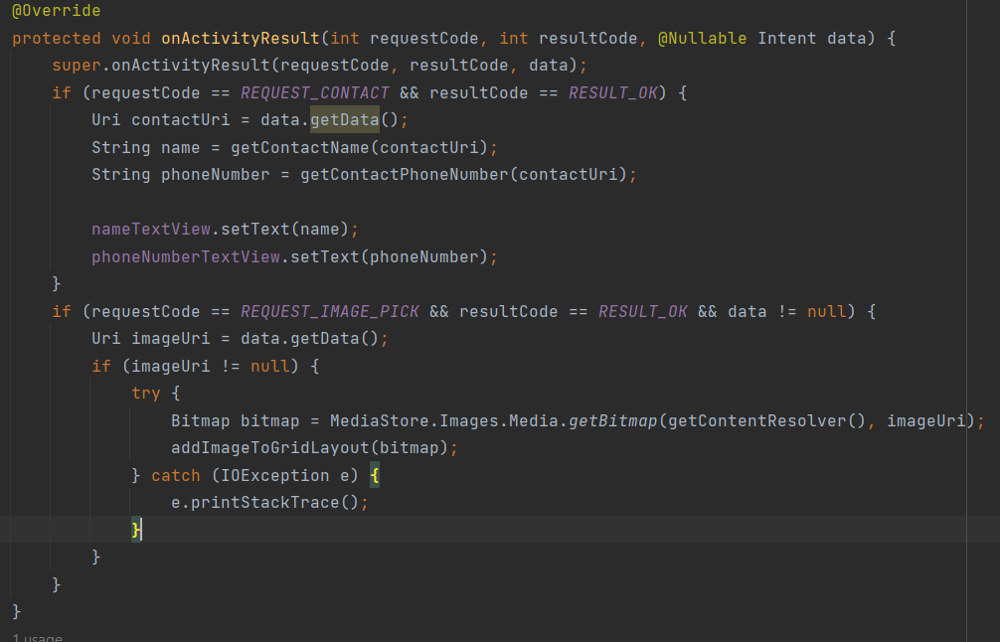 @Override
protected void onActivityResult(int requestCode, int resultCode, @Nullable Intent data) {
super.onActivityResult(requestCode, resultCode, data);
if (requestCode == REQUEST_CONTACT && resultCode == RESULT_OK) {
Uri contactUri = data.getData();
String name = getContactName(contactUri);
String phoneNumber = getContactPhoneNumber(contactUri);
nameTextView.setText(name);
phoneNumberTextView.setText(phoneNumber);
}
if (requestCode == REQUEST_IMAGE_PICK && resultCode == RESULT_OK && data != null) {
Uri imageUri = data.getData();
if (imageUri != null) {
try {
Bitmap bitmap = MediaStore.Images.Media.getBitmap(getContentResolver(), imageUri);
addImageToGridLayout(bitmap);
} catch (IOException e) {
e.printStackTrace();
}
}
}
}
1 usage